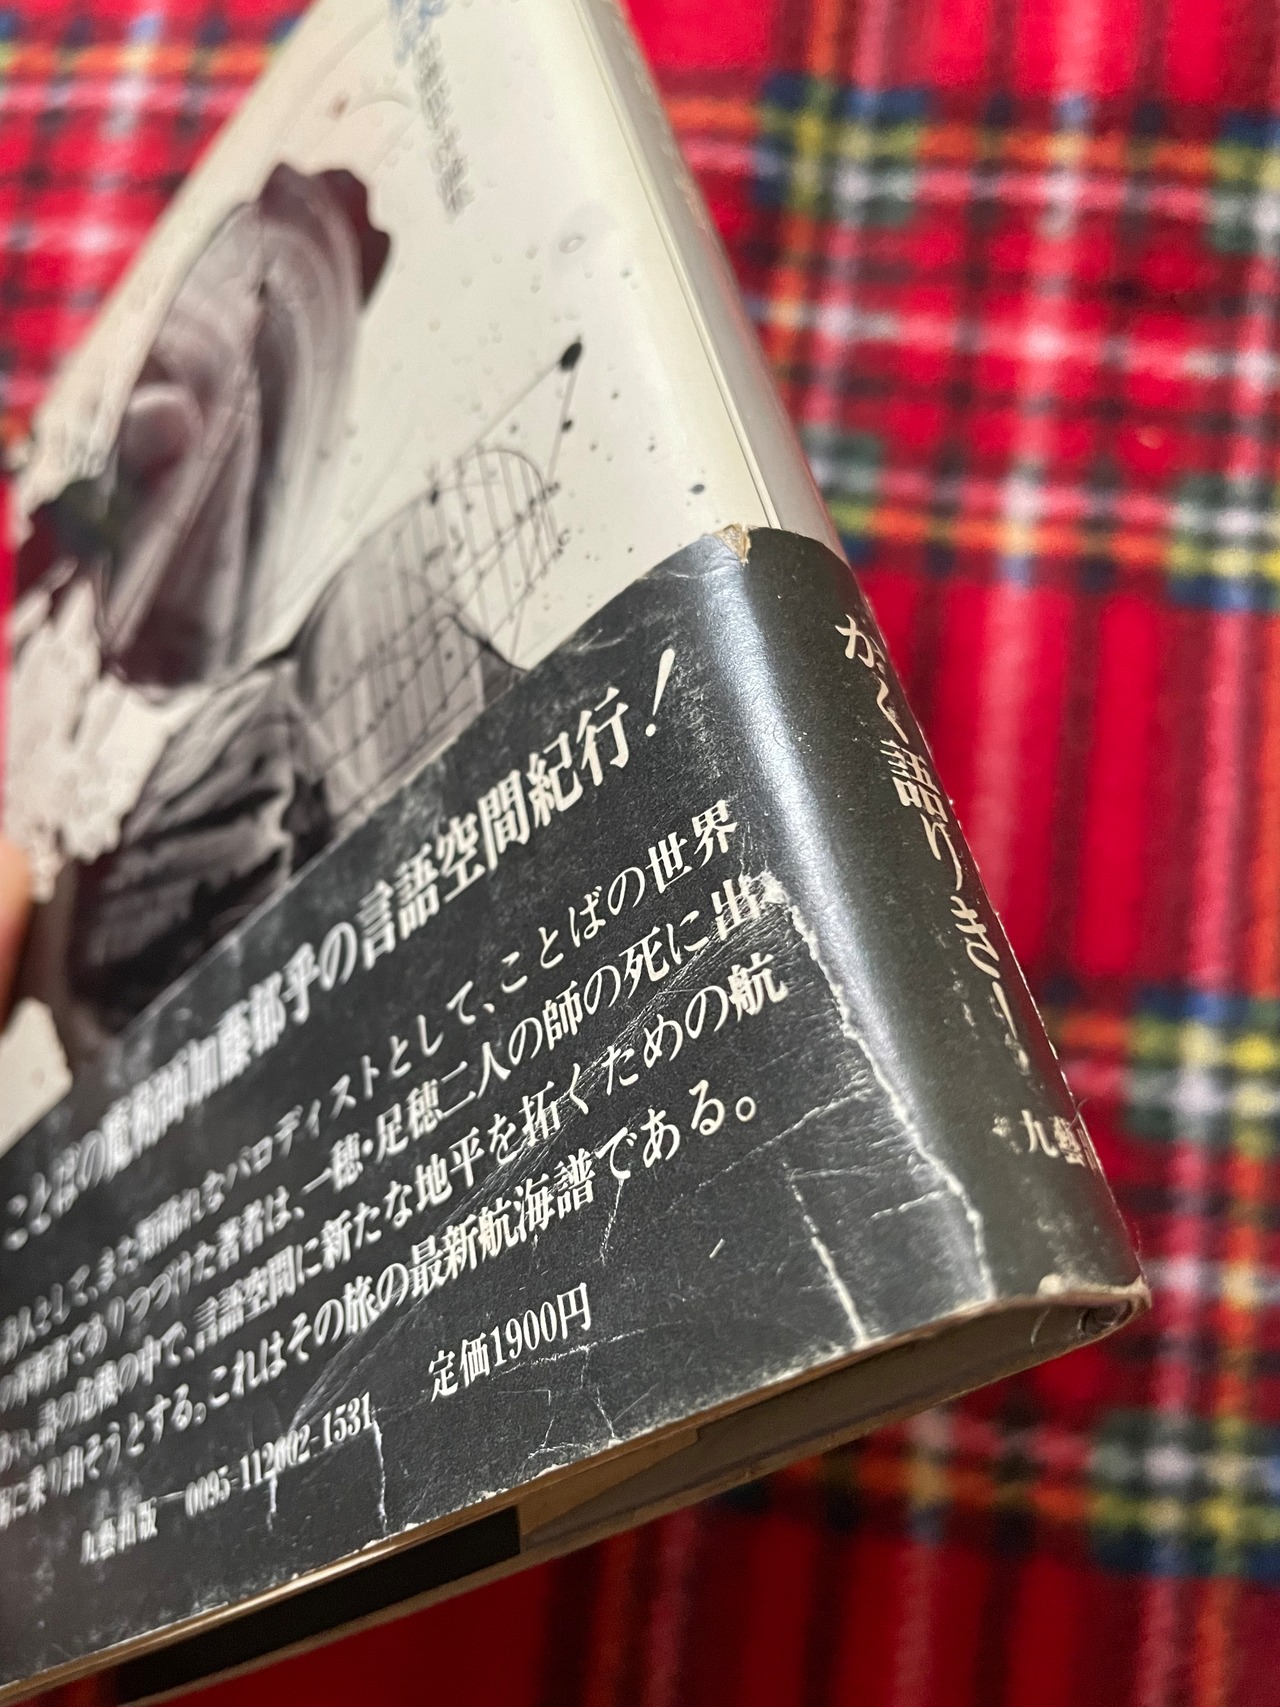 ことばの魔術師加藤郁乎の言語空間紀行！
人として、また類稀れなパロディストとして、ことばの世界
の革新者でありつづけた著者は、一穂・足穂二人の師の死に出
あい、詩の危機の中で、言語空間に新たな地平を拓くための航
海に乗り出そうとする。これはその旅の最新航海譜である。
九藝出版 0095-112002-1531 定価1900円
かく語りき！
九藝